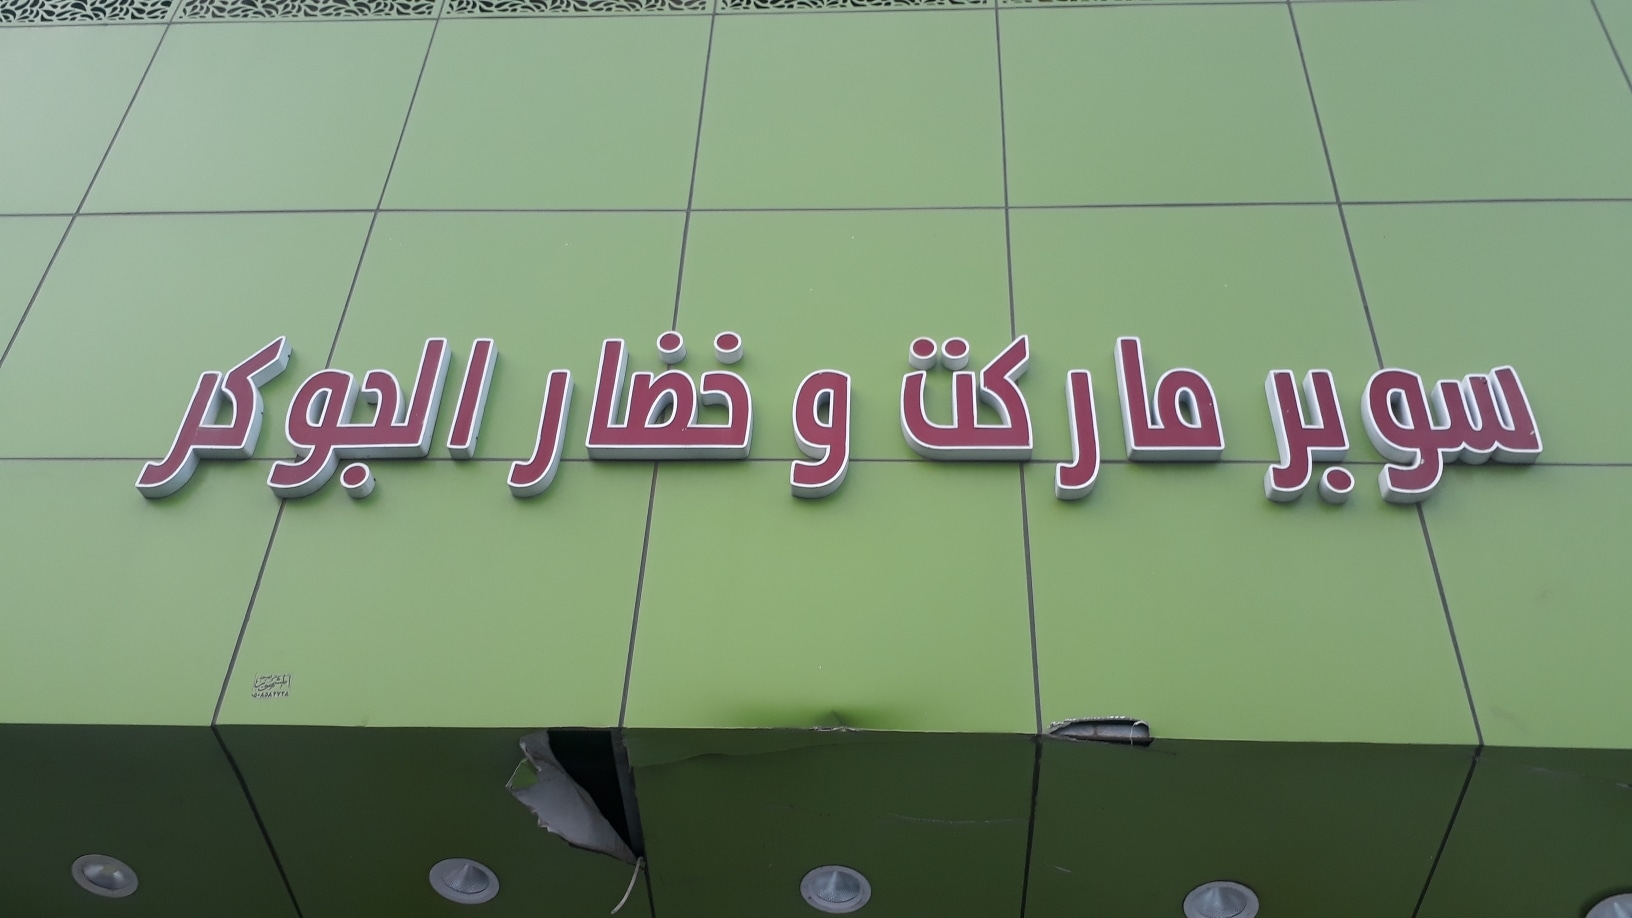 سوبر ماركت و خضار الجوكر